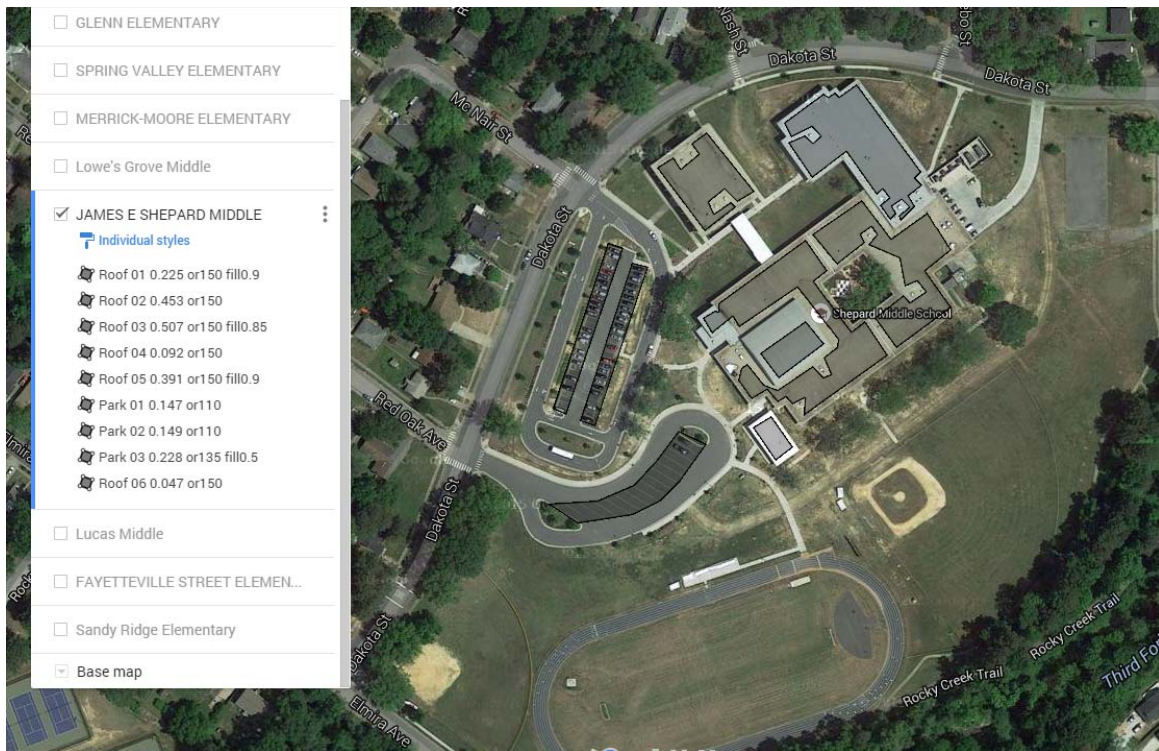 GLENN ELEMENTARY
SPRING VALLEY ELEMENTARY
MERRICK-MOORE ELEMENTARY
Lowe's Grove Middle
JAMES E SHEPARD MIDDLE
Individual styles
Roof 01 0.225 or150 fill0.9
Roof 02 0.453 or150
Roof 03 0.507 or150 fill0.85
Roof 04 0.092 or150
Roof 05 0.391 or150 fill0.9
Park 01 0.147 or110
Park 02 0.149 or110
Park 03 0.228 or135 fill0.5
Roof 06 0.047 or150
Lucas Middle
FAYETTEVILLE STREET ELEMEN...
Sandy Ridge Elementary
Base map
Nash St
Dakota St
Dakota St
Mc Nair St
Dakota St
Shepard Middle School
Red Oak Ave
Dakota St
Dakota St
Elmira Ave
Rocky Creek Trail
Rocky Creek Trail
Third